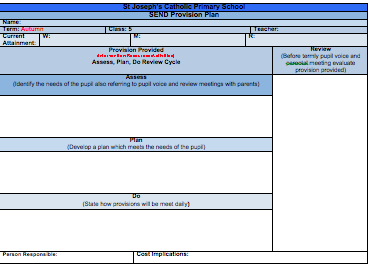 St Joseph's Catholic Primary School
SEND Provision Plan
Name:
Term: Autumn Class: 5 Teacher:
Current Attainment: W: M: R:
Provision Provided
Assess, Plan, Do Review Cycle
Review
(Before termly pupil voice and
parental meeting evaluate
provision provided)
Assess
(Identify the needs of the pupil also referring to pupil voice and review meetings with parents)
Plan
(Develop a plan which meets the needs of the pupil)
Do
(State how provisions will be meet daily)
Person Responsible: Cost Implications: